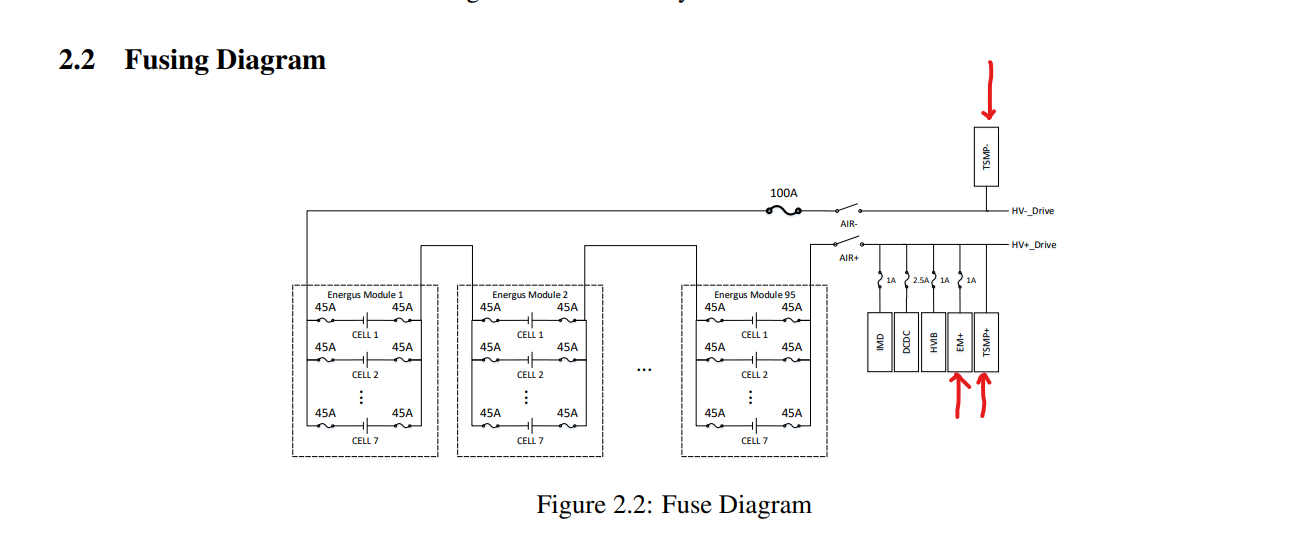 2.2 Fusing Diagram
TSMP-
100A
HV-_Drive
AIR-
HV+_Drive
AIR+
1A 2.5A 1A 1A
Energus Module 1 Energus Module 2 Energus Module 95
45A 45A 45A 45A 45A 45A
CELL 1 CELL 1 CELL 1
45A 45A 45A 45A 45A 45A
IMD DCDC HVIB EM+ TSMP+
CELL 2 CELL 2 CELL 2
...
45A 45A 45A 45A 45A 45A
CELL 7 CELL 7 CELL 7
Figure 2.2: Fuse Diagram